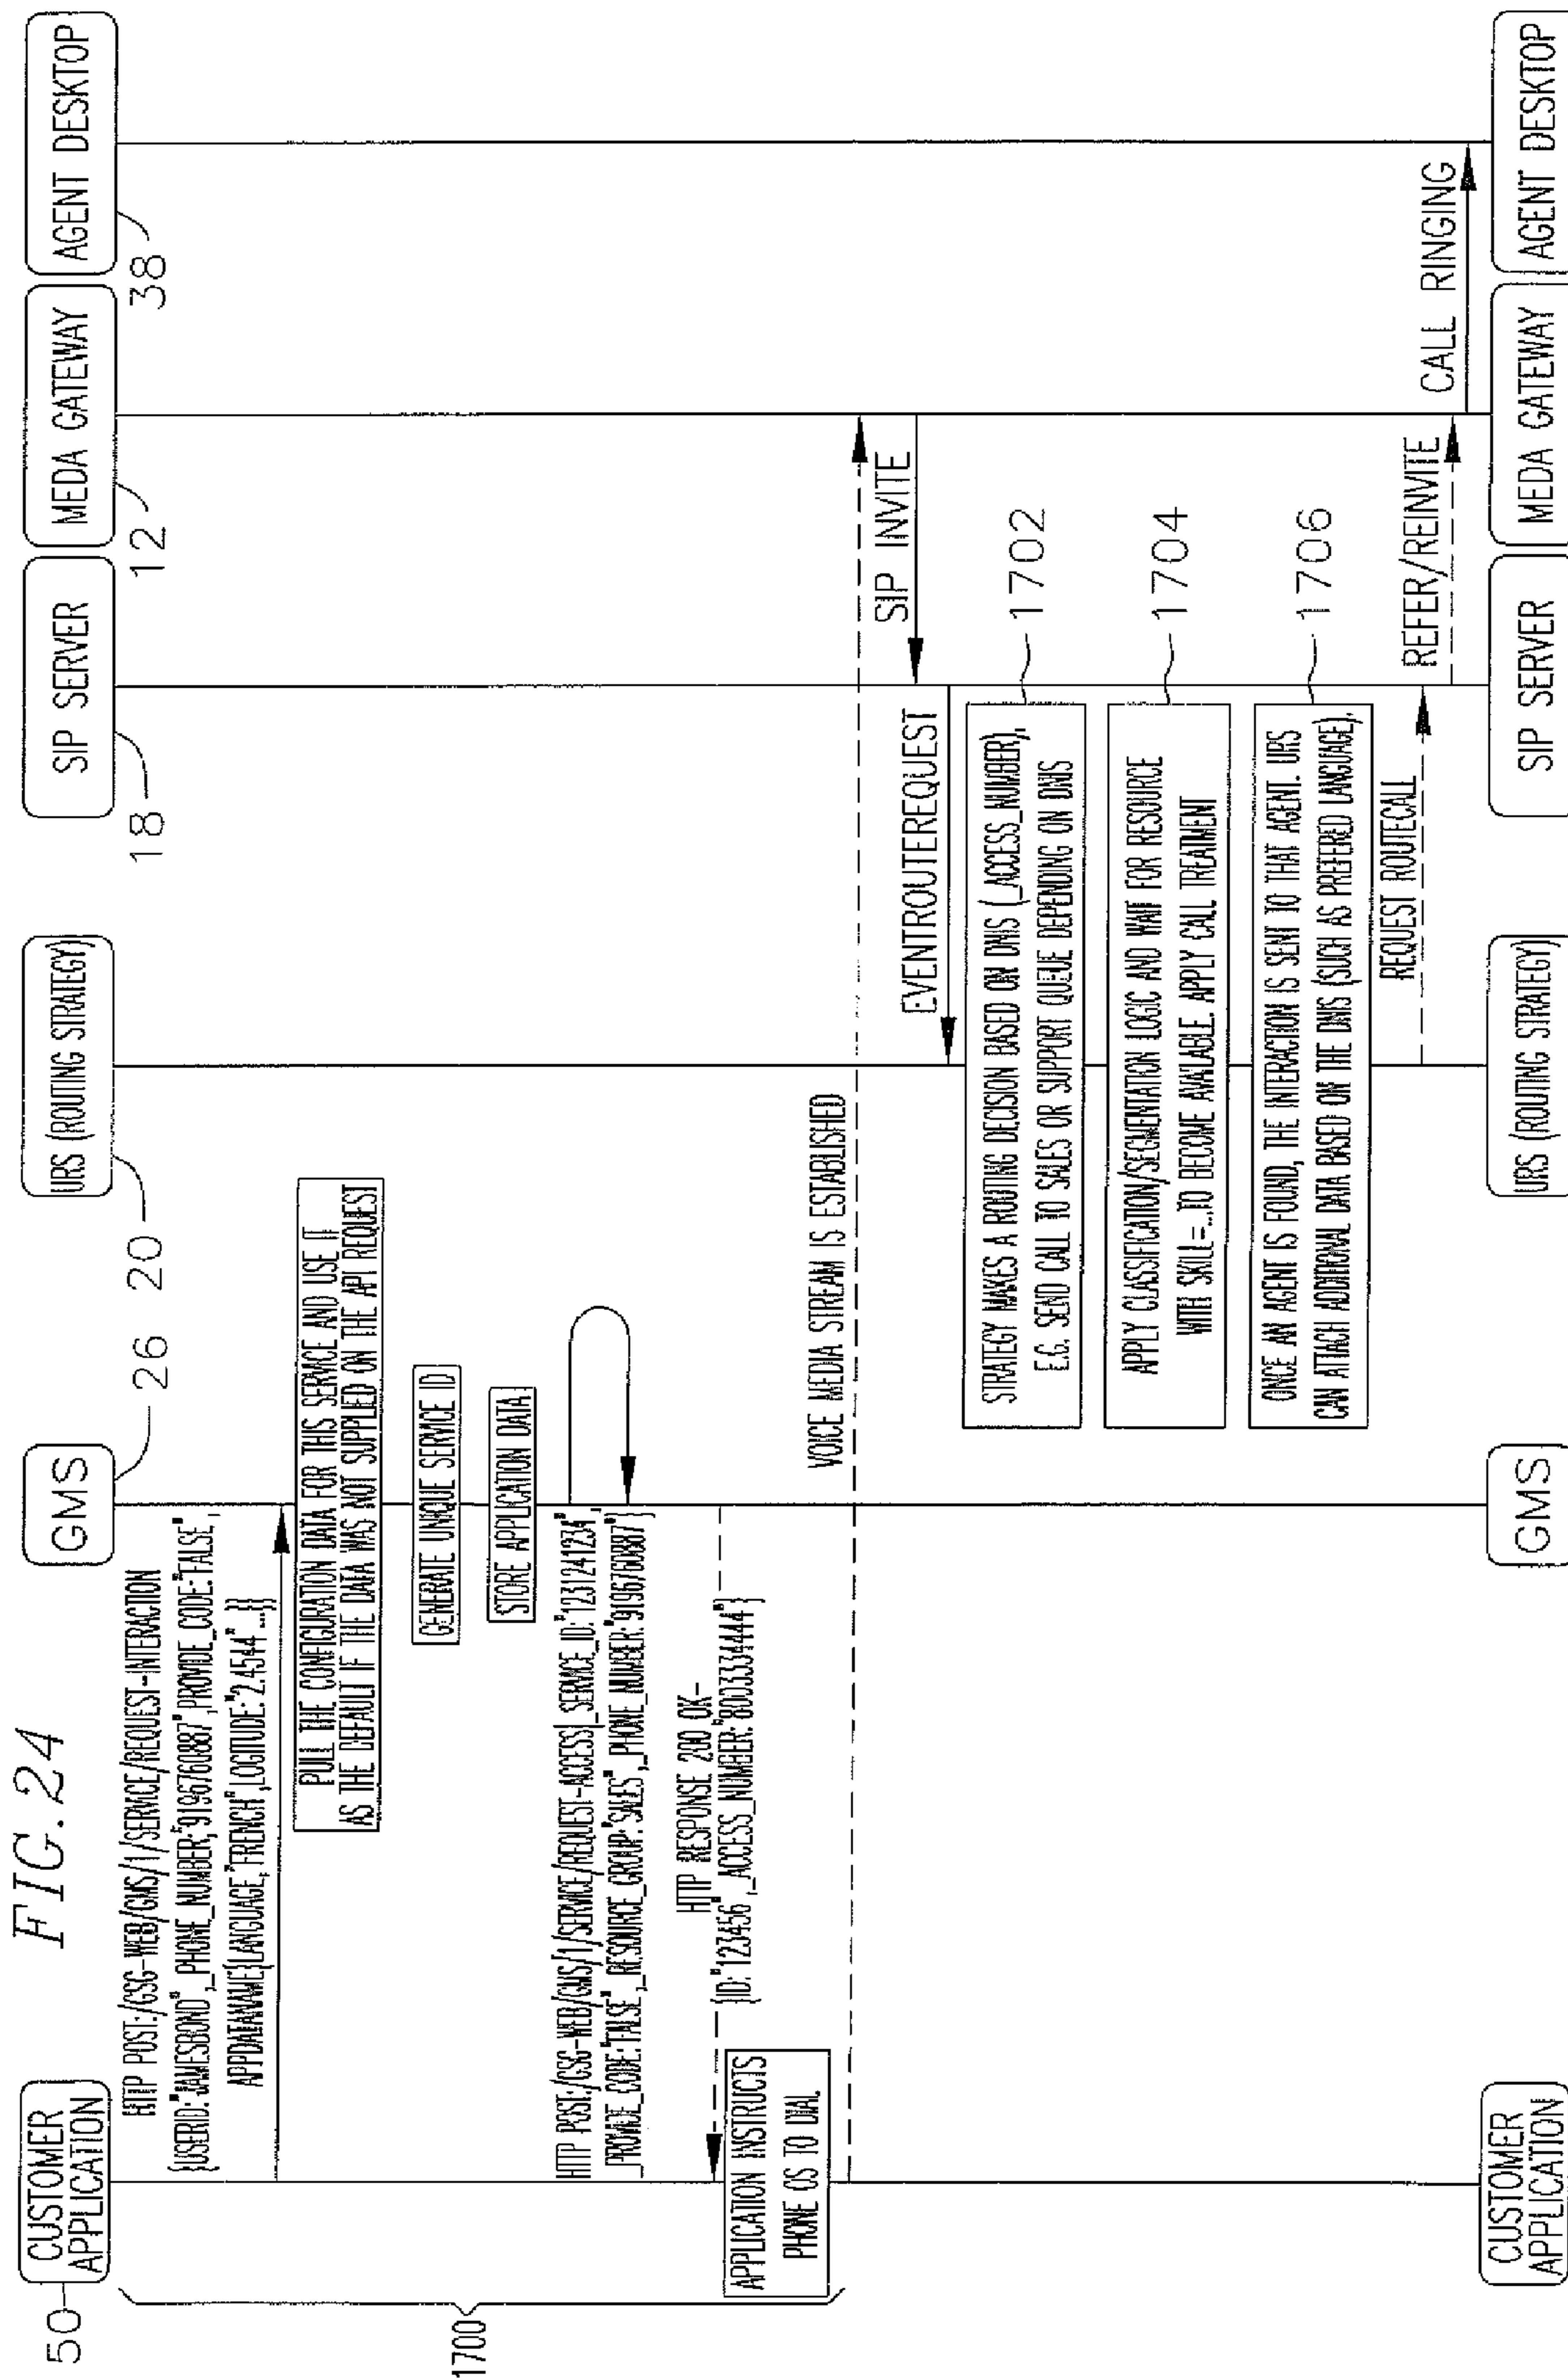 FIG. 24
CUSTOMER
APPLICATION
50
GMS
26
URS (ROUTING STRATEGY)
20
SIP SERVER
18
MEDA GATEWAY
12
AGENT DESKTOP
38
1700
HTTP POST:/GSG-WEB/GMS/1/SERVICE/REQUEST-INTERACTION
{USERID:"JAMESBOND",_PHONE_NUMBER;"9196760887",PROVIDE_CODE:"FALSE",
APPDATANAME}LANGUAGE,"FRENCH",LOGITUDE:"2.4544"...}}
PULL THE CONFIGURATION DATA FOR THIS SERVICE AND USE IT
AS THE DEFAULT IF THE DATA WAS NOT SUPPLIED ON THE API REQUEST
GENERATE UNIQUE SERVICE ID
STORE APPLICATION DATA
HTTP POST:/GSG-WEB/GMS/1/SERVICE/REQUEST-ACCESS{_SERVICE_ID:"1231241234",
_PROVIDE_CODE:"FALSE",_RESOURCE_GROUP:"SALES",_PHONE_NUMBER:"9196760887"}
HTTP RESPONSE 200 OK-
{ID:"123456",_ACCESS_NUMBER:"8003334444"}
APPLICATION INSTRUCTS
PHONE OS TO DIAL
VOICE MEDIA STREAM IS ESTABLISHED
SIP INVITE
EVENTROUTEREQUEST
STRATEGY MAKES A ROUTING DECISION BASED ON DNIS (_ACCESS_NUMBER),
E.G. SEND CALL TO SALES OR SUPPORT QUEUE DEPENDING ON DNIS
1702
APPLY CLASSIFICATION/SEGMENTATION LOGIC AND WAIT FOR RESOURCE
WITH SKILL=...TO BECOME AVAILABLE. APPLY CALL TREATMENT
1704
ONCE AN AGENT IS FOUND, THE INTERACTION IS SENT TO THAT AGENT. URS
CAN ATTACH ADDITIONAL DATA BASED ON THE DNIS (SUCH AS PREFERRED LANGUAGE),
1706
REQUEST ROUTECALL
REFER/REINVITE
CALL RINGING
CUSTOMER
APPLICATION
GMS
URS (ROUTING STRATEGY)
SIP SERVER
MEDA GATEWAY
AGENT DESKTOP